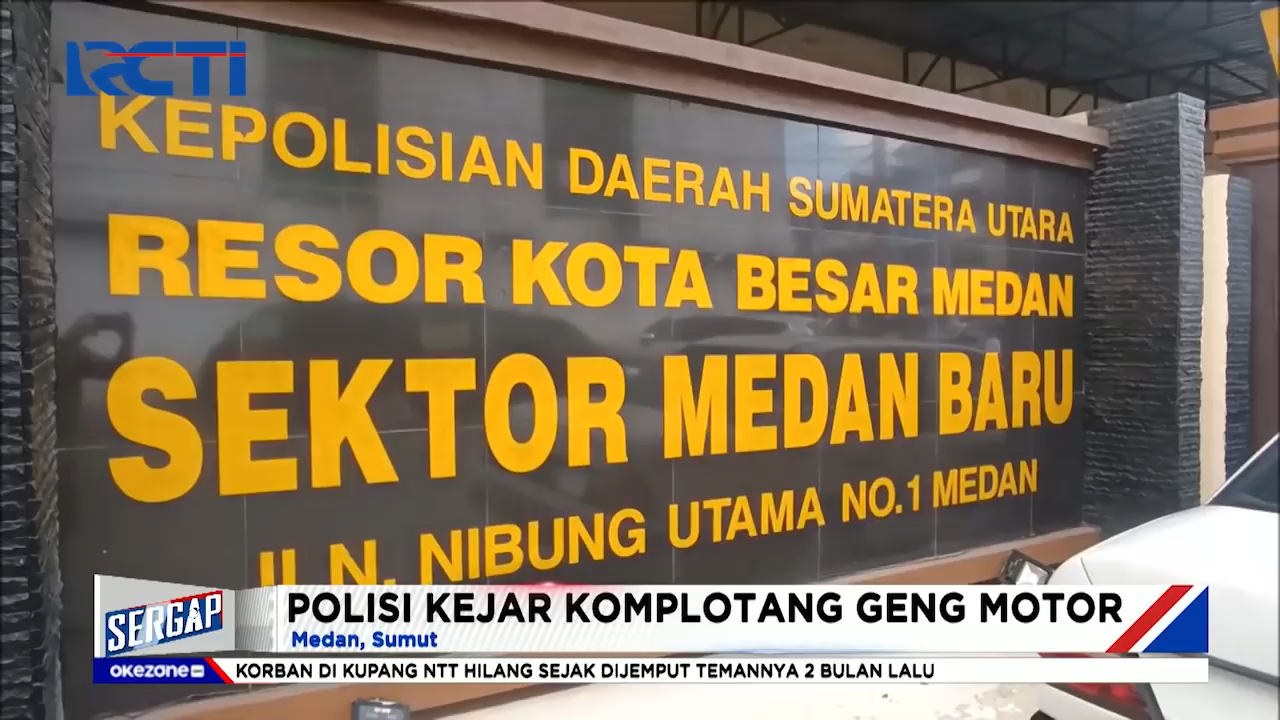 RCTI
KEPOLISIAN DAERAH SUMATERA UTARA
RESOR KOTA BESAR MEDAN
SEKTOR MEDAN BARU
JLN. NIBUNG UTAMA NO.1 MEDAN
SERGAP
POLISI KEJAR KOMPLOTANG GENG MOTOR
Medan, Sumut
okezone
KORBAN DI KUPANG NTT HILANG SEJAK DIJEMPUT TEMANNYA 2 BULAN LALU